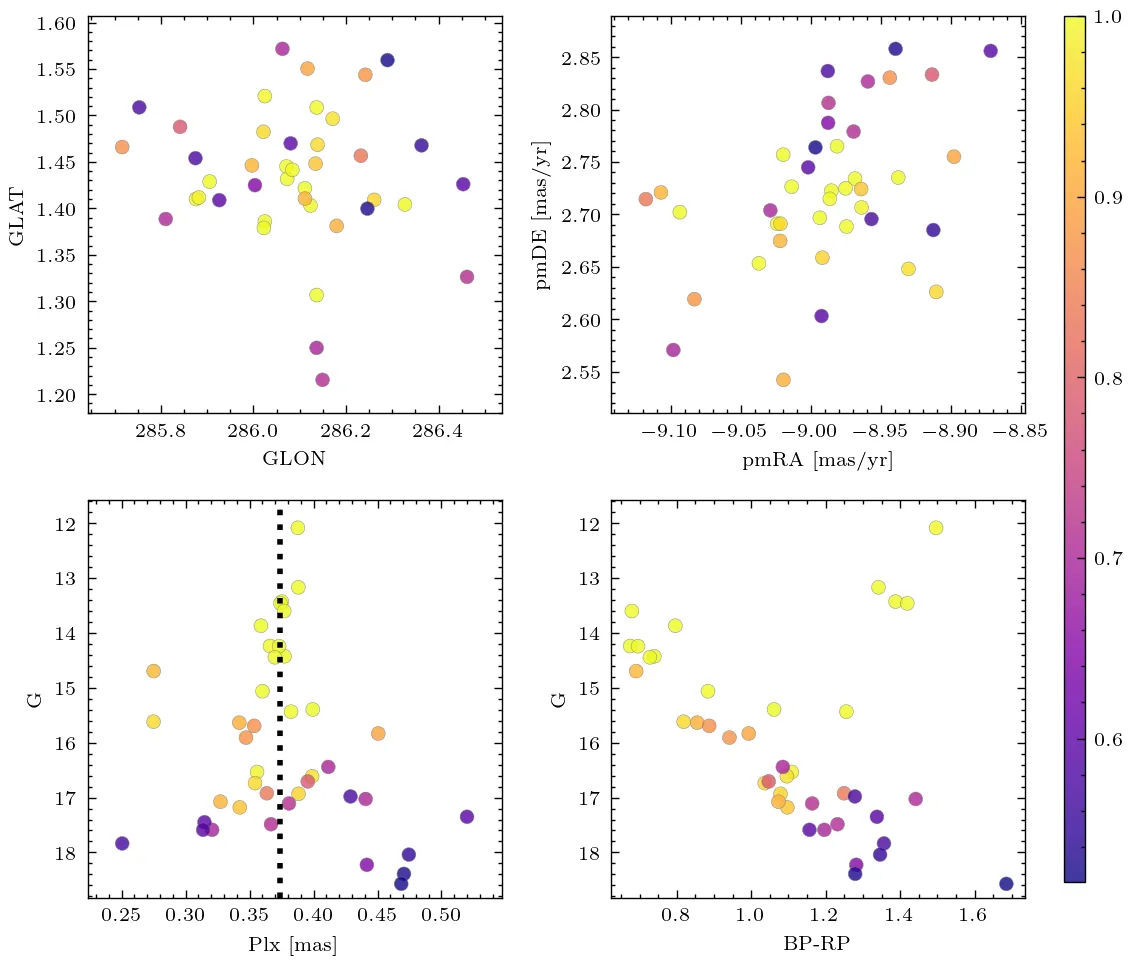 1.60
1.55
1.50
1.45
1.40
1.35
1.30
1.25
1.20
GLAT
285.8 286.0 286.2 286.4
GLON
2.85
2.80
2.75
2.70
2.65
2.60
2.55
pmDE [mas/yr]
−9.10 −9.05 −9.00 −8.95 −8.90 −8.85
pmRA [mas/yr]
12
13
14
15
16
17
18
G
0.25 0.30 0.35 0.40 0.45 0.50
Plx [mas]
12
13
14
15
16
17
18
G
0.8 1.0 1.2 1.4 1.6
BP-RP
1.0
0.9
0.8
0.7
0.6